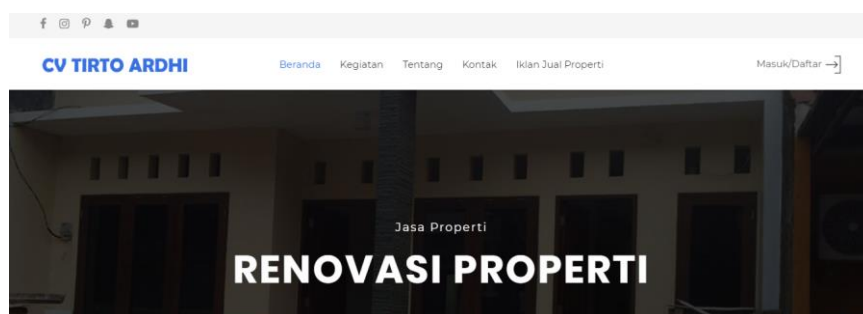 CV TIRTO ARDHI
Beranda Kegiatan Tentang Kontak Iklan Jual Properti
Masuk/Daftar
Jasa Properti
RENOVASI PROPERTI